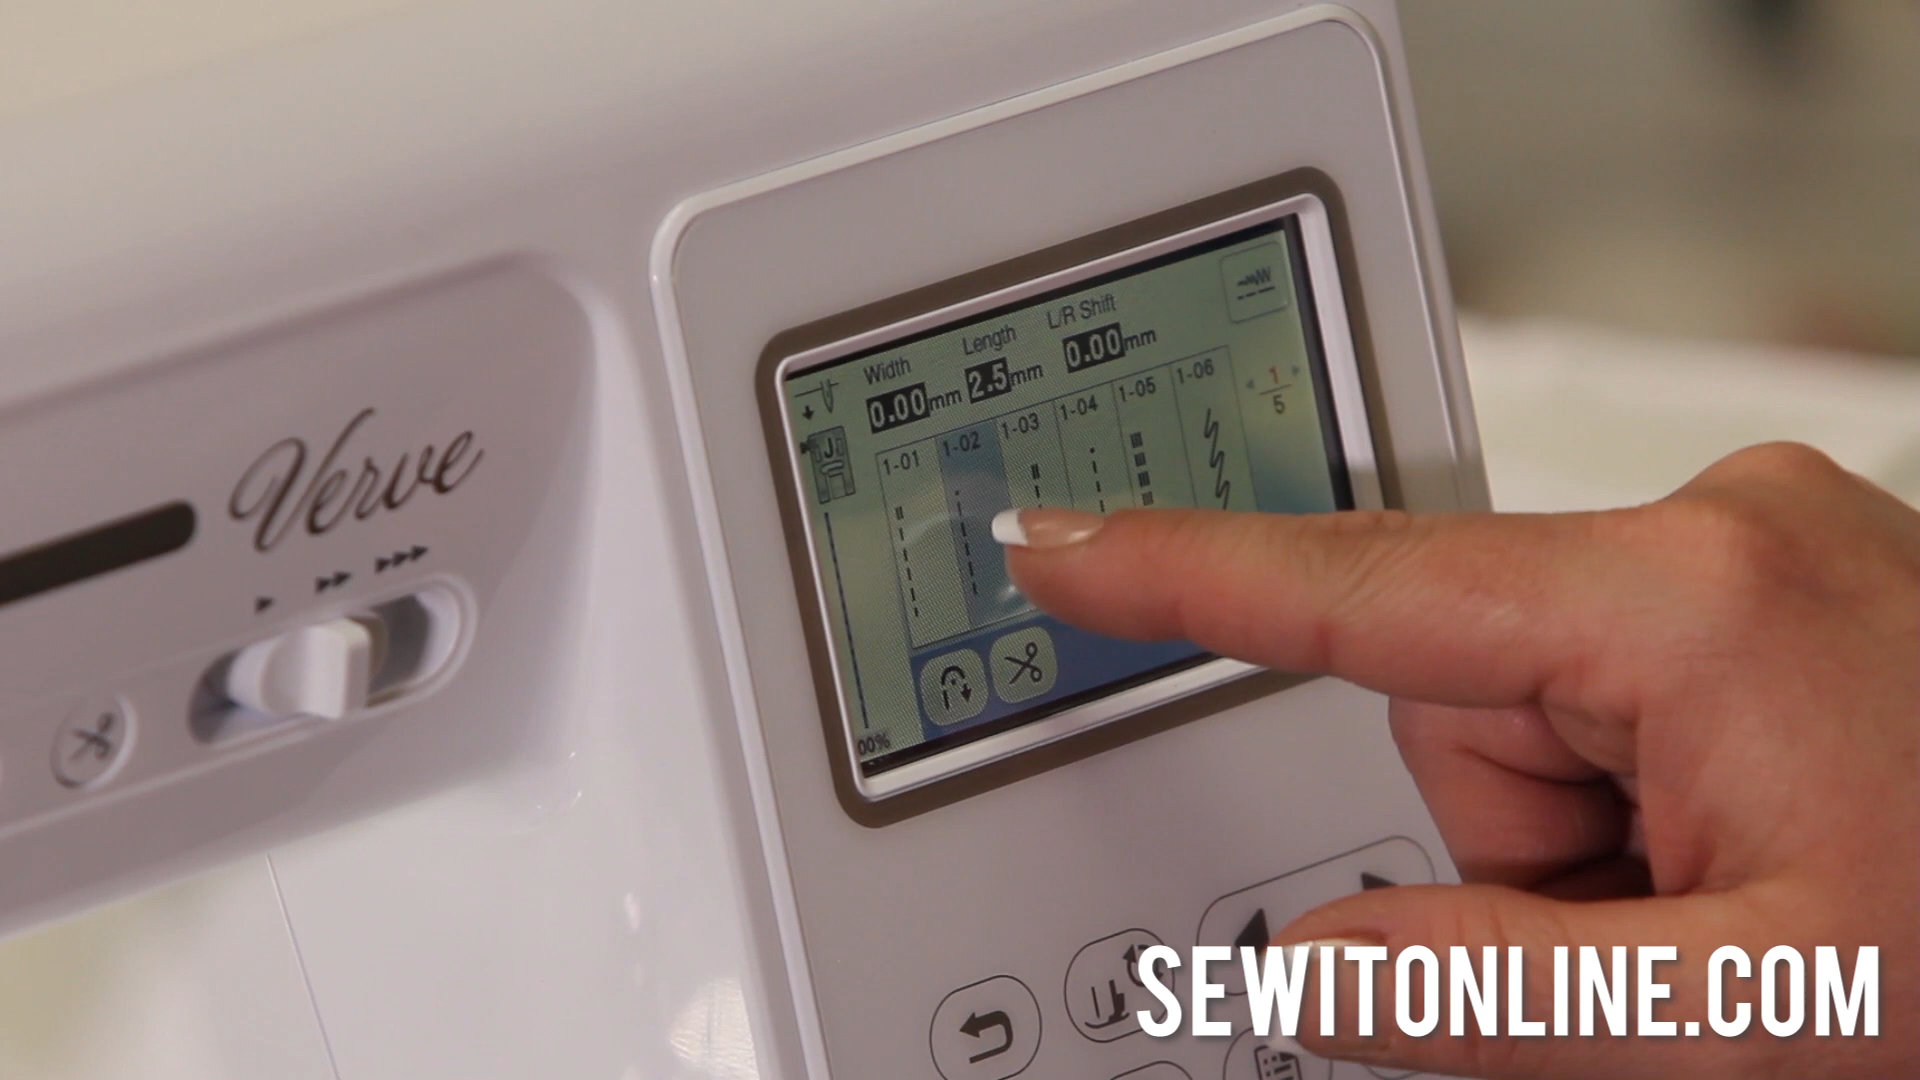 Verve
Width Length L/R Shift
0.00mm 2.5mm 0.00mm
1-01 1-02 1-03 1-04 1-05 1-06
1
5
J
00%
SEWITONLINE.COM